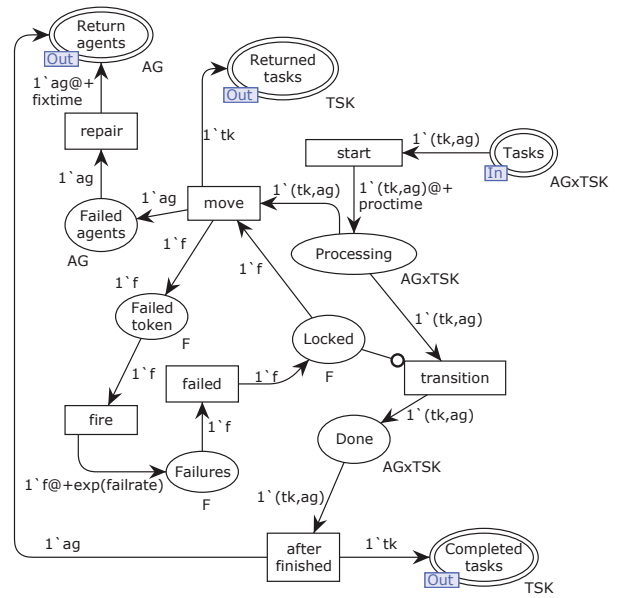 Return
agents
Out
AG
1`ag@+
fixtime
repair
1`ag
Failed
agents
AG
1`ag
move
1`tk
Returned
tasks
Out
TSK
start
1`(tk,ag)
Tasks
In
AGxTSK
1`(tk,ag)
1`(tk,ag)@+
proctime
Processing
AGxTSK
1`f
1`f
1`f
Failed
token
F
Locked
F
1`(tk,ag)
transition
1`f
failed
1`f
fire
1`f
1`(tk,ag)
Done
AGxTSK
Failures
F
1`f@+exp(failrate)
1`(tk,ag)
1`ag
after
finished
1`tk
Completed
tasks
Out
TSK